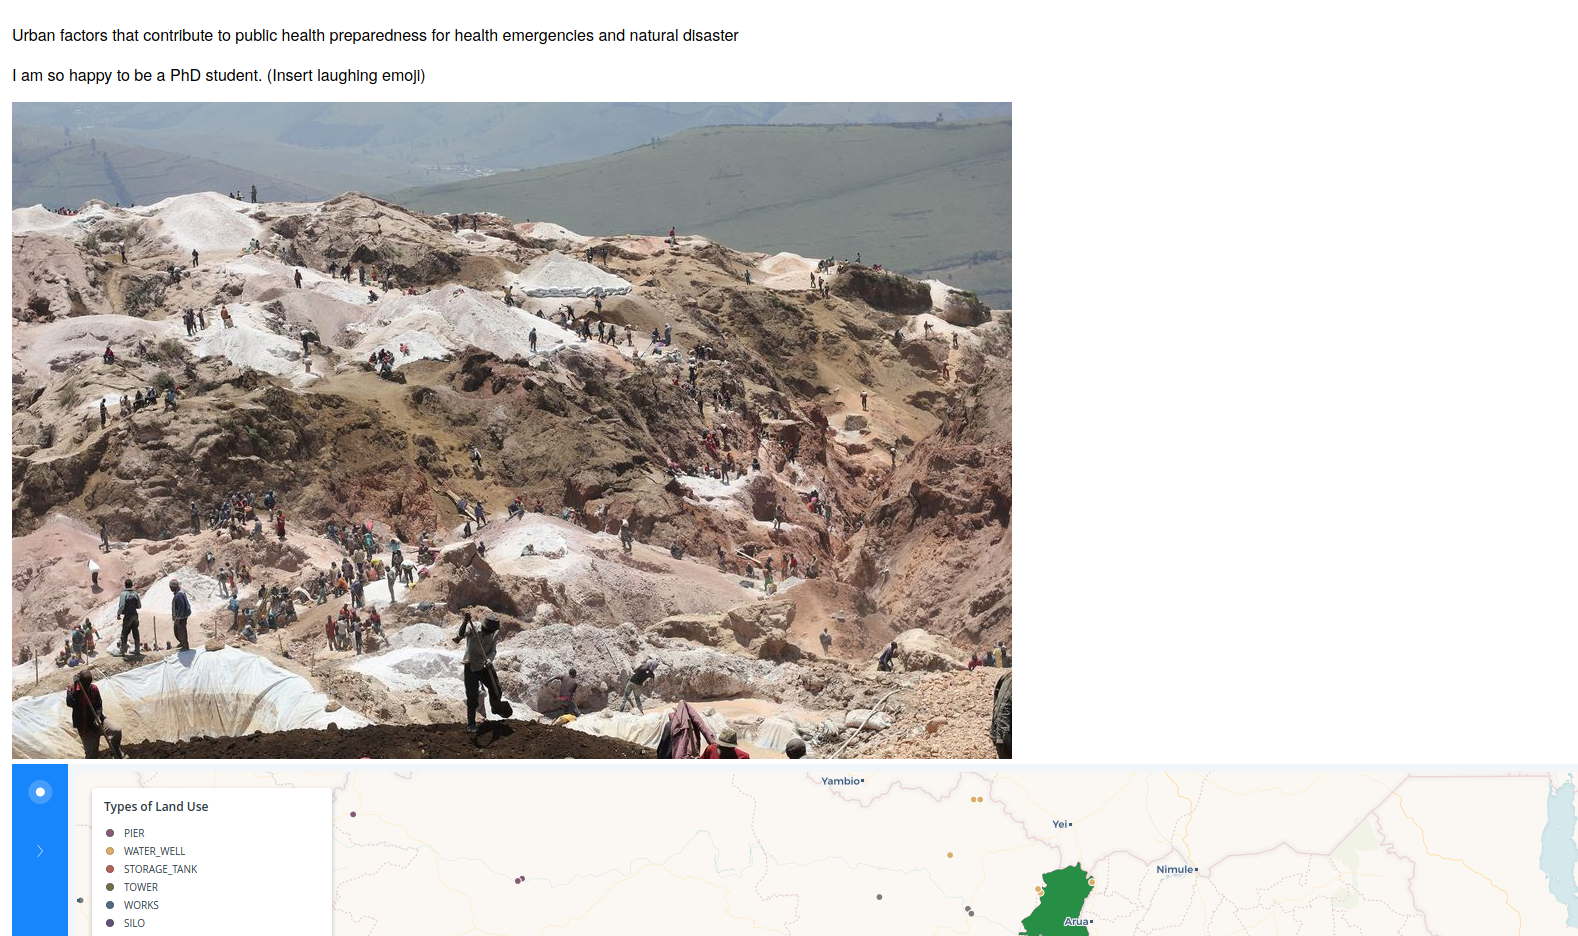 Urban factors that contribute to public health preparedness for health emergencies and natural disaster
I am so happy to be a PhD student. (Insert laughing emoji)
Yambio
Types of Land Use
Yei
PIER
WATER_WELL
STORAGE_TANK
Nimule
TOWER
WORKS
SILO
Arua